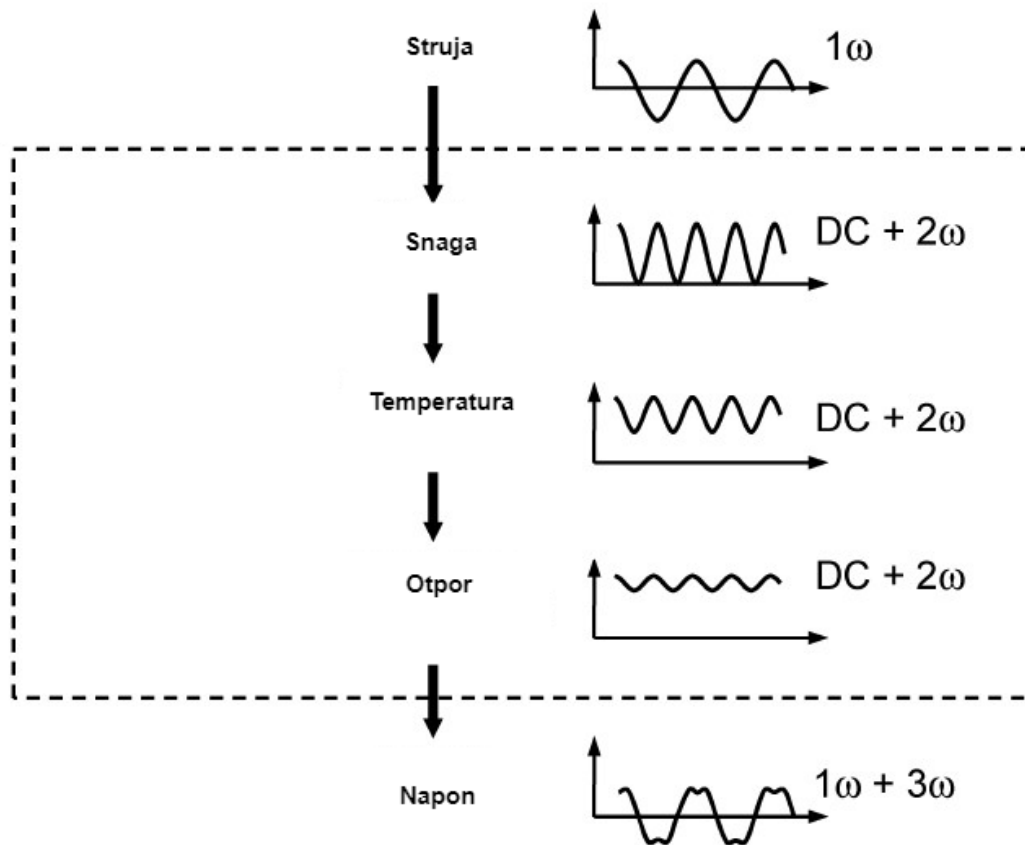 Struja
1ω
Snaga
DC + 2ω
Temperatura
DC + 2ω
Otpor
DC + 2ω
Napon
1ω + 3ω